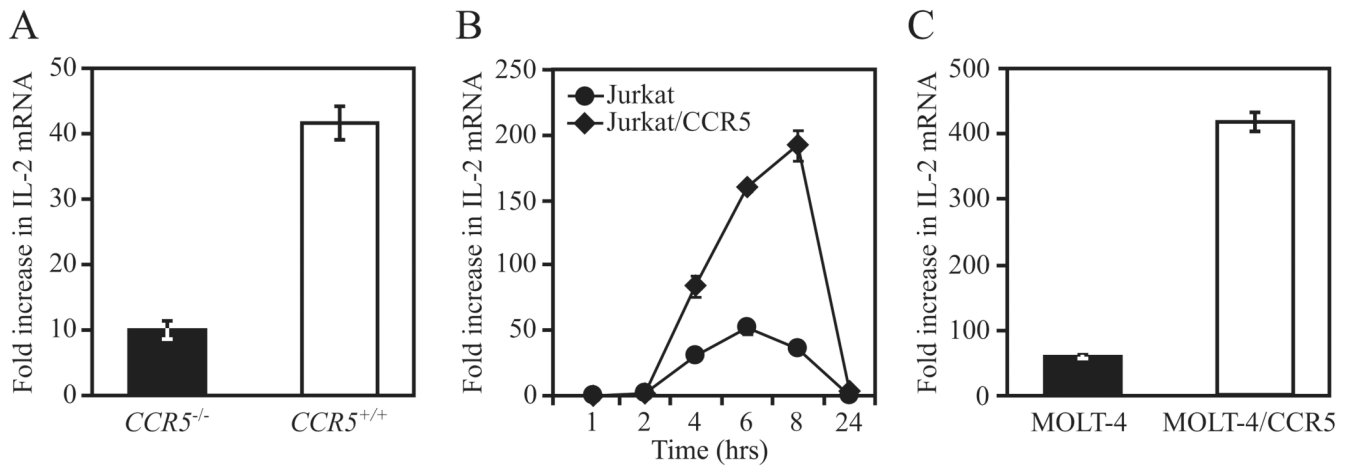 A
Fold increase in IL-2 mRNA
50
40
30
20
10
0
CCR5-/-
CCR5+/+
B
Fold increase in IL-2 mRNA
250
200
150
100
50
0
Jurkat
Jurkat/CCR5
1 2 4 6 8 24
Time (hrs)
C
Fold increase in IL-2 mRNA
500
400
300
200
100
0
MOLT-4
MOLT-4/CCR5